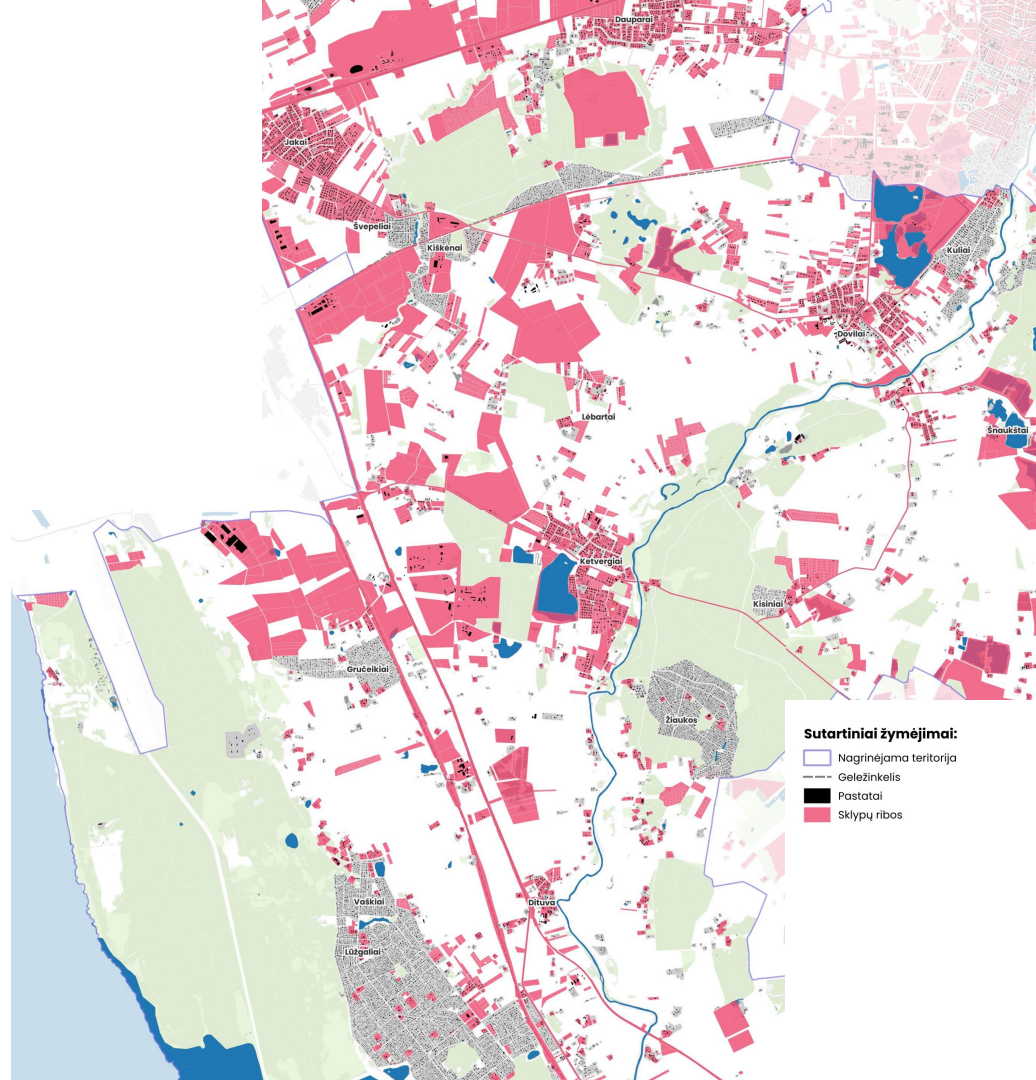 Dauparai
Jakai
Švepeliai
Kiškėnai
Kuliai
Dovilai
Lėbartai
Šnaukštai
Ketvergiai
Kisiniai
Gručeikiai
Žiaukos
Sutartiniai žymėjimai:
Nagrinėjama teritorija
Geležinkelis
Pastatai
Sklypų ribos
Vaškiai
Dituva
Lūžgaliai